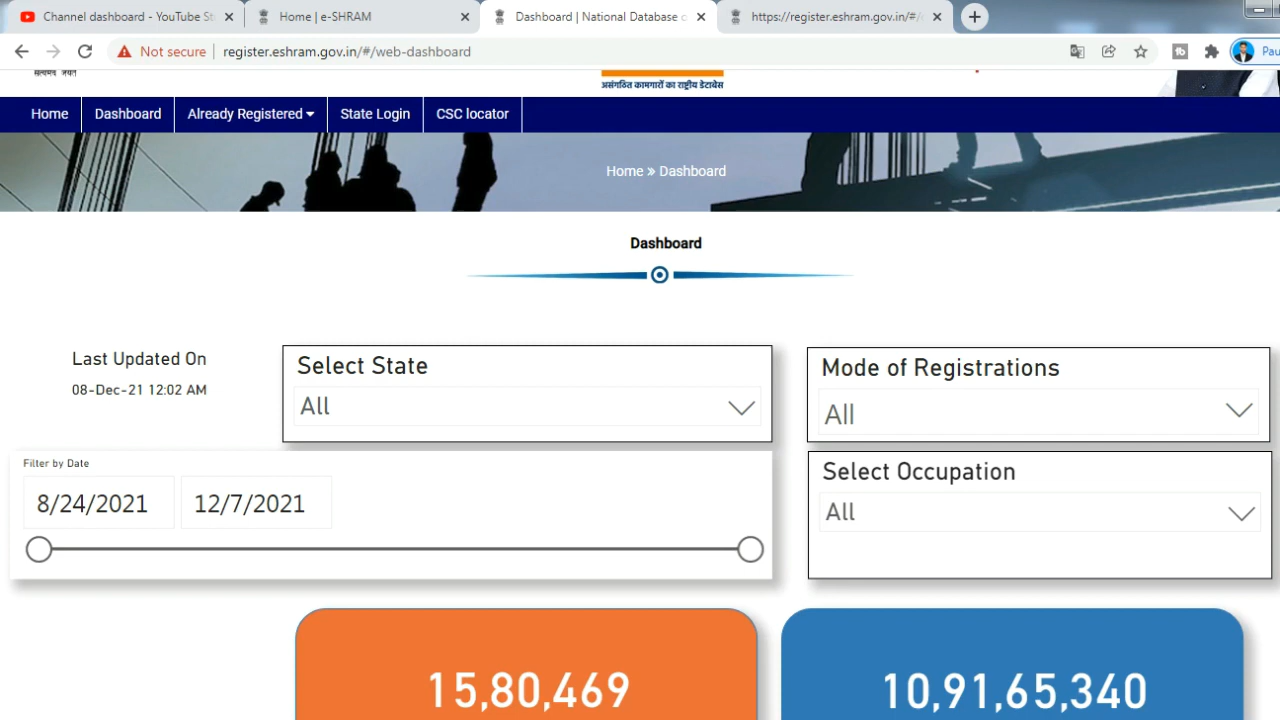 Channel dashboard - YouTube St
Home | e-SHRAM
Dashboard | National Database o
https://register.eshram.gov.in/#/
Not secure
register.eshram.gov.in/#/web-dashboard
Pau
असंगठित कामगारों का राष्ट्रीय डेटाबेस
Home
Dashboard
Already Registered
State Login
CSC locator
Home » Dashboard
Dashboard
Last Updated On
08-Dec-21 12:02 AM
Select State
All
Mode of Registrations
All
Filter by Date
8/24/2021
12/7/2021
Select Occupation
All
15,80,469
10,91,65,340